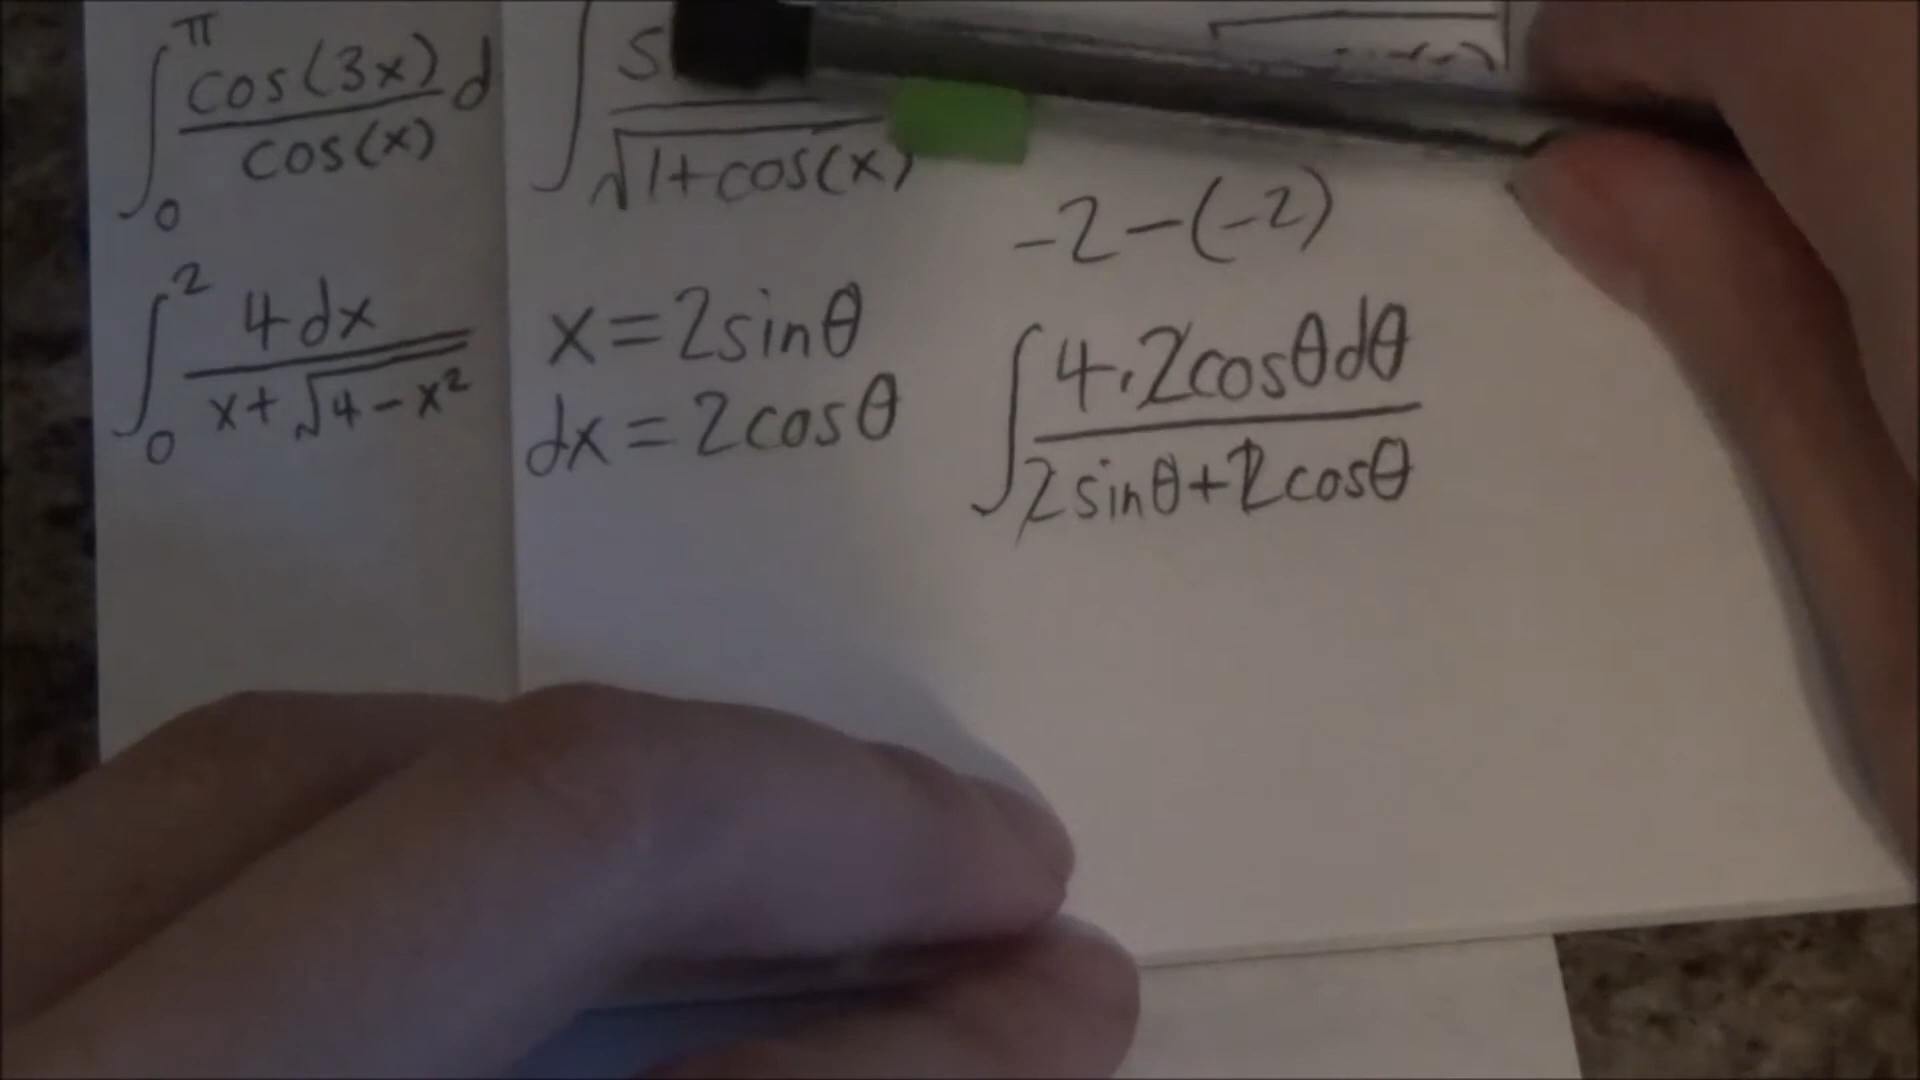 ∫₀^π cos(3x)/cos(x) d
∫ s / √(1+cos(x)
-2-(-2)
∫₀² 4dx/(x+√(4-x²))
x=2sinθ
dx=2cosθ
∫ 4·2cosθdθ/(2sinθ+2cosθ)